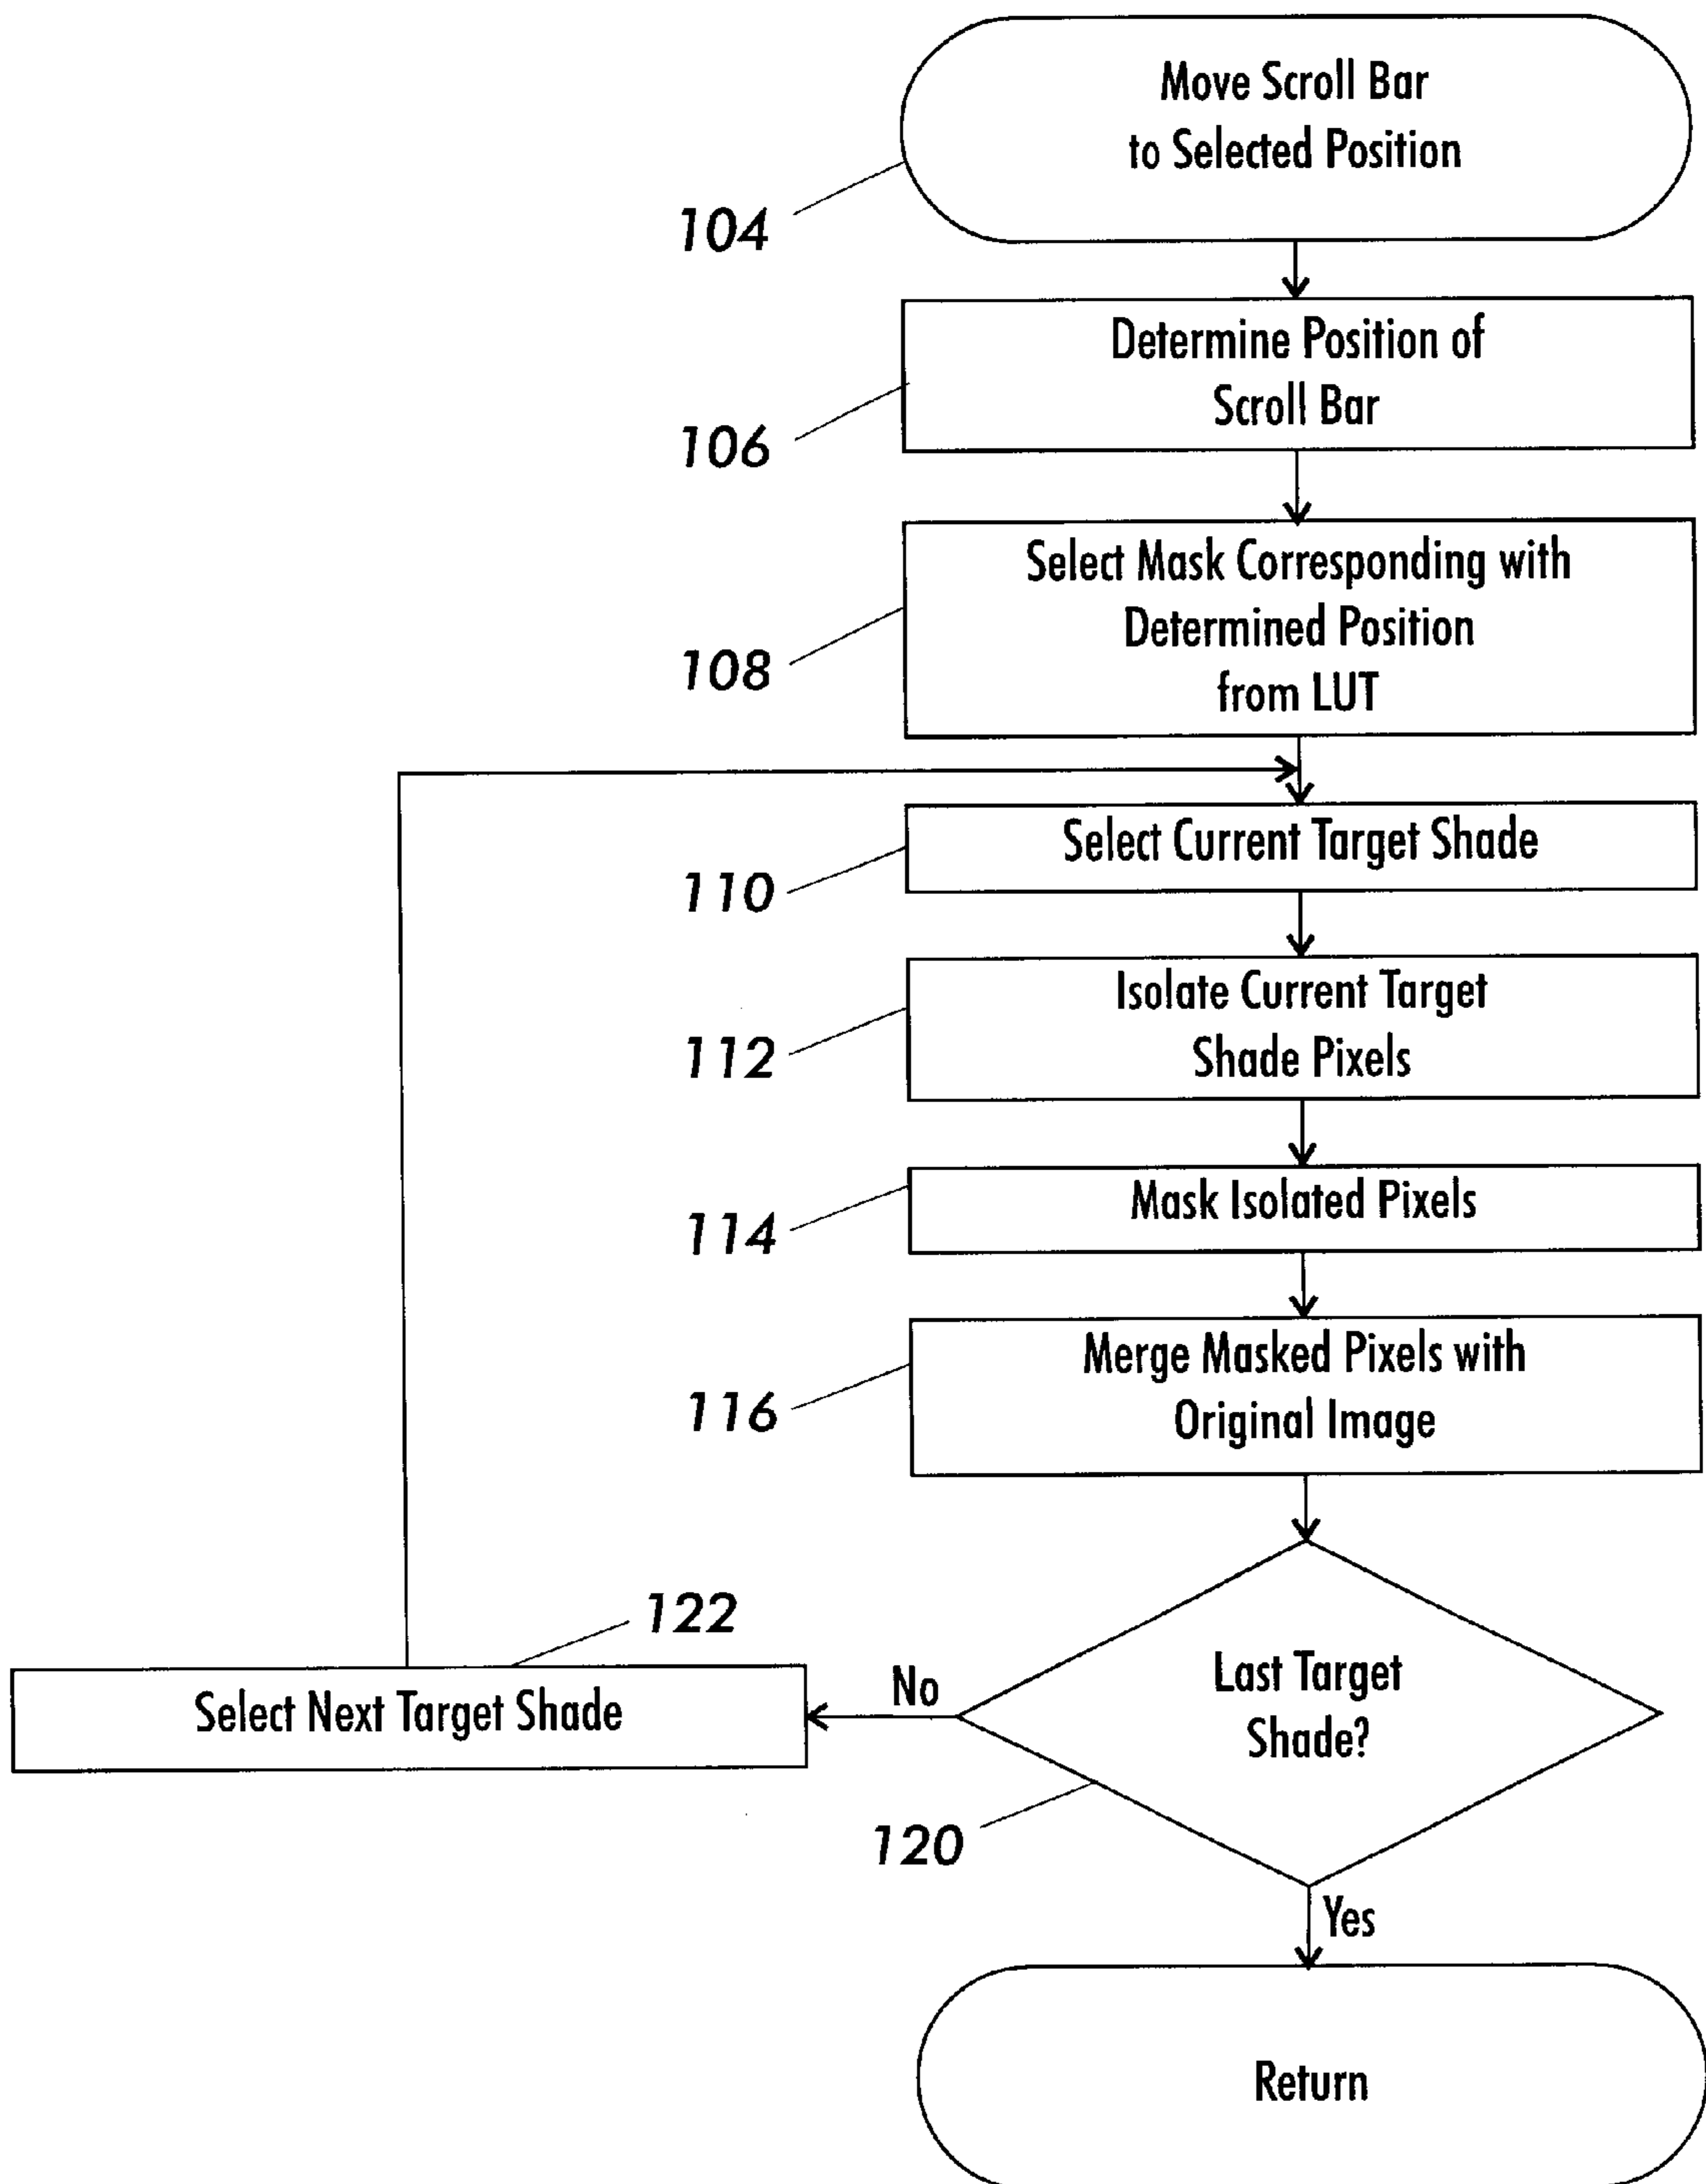 Move Scroll Bar
to Selected Position
104
Determine Position of
Scroll Bar
106
Select Mask Corresponding with
Determined Position
from LUT
108
Select Current Target Shade
110
Isolate Current Target
Shade Pixels
112
Mask Isolated Pixels
114
Merge Masked Pixels with
Original Image
116
Last Target
Shade?
120
No
122
Select Next Target Shade
Yes
Return